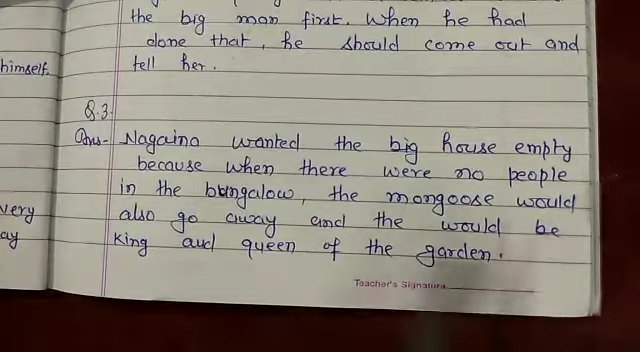 the big man first. When he had
done that, he should come out and
tell her.
himself.
Q.3.
Ans- Nagaina wanted the big house empty
because when there were no people
in the bungalow, the mongoose would
very
also go away and the would be
ay
king and queen of the garden.
Teacher's Signature